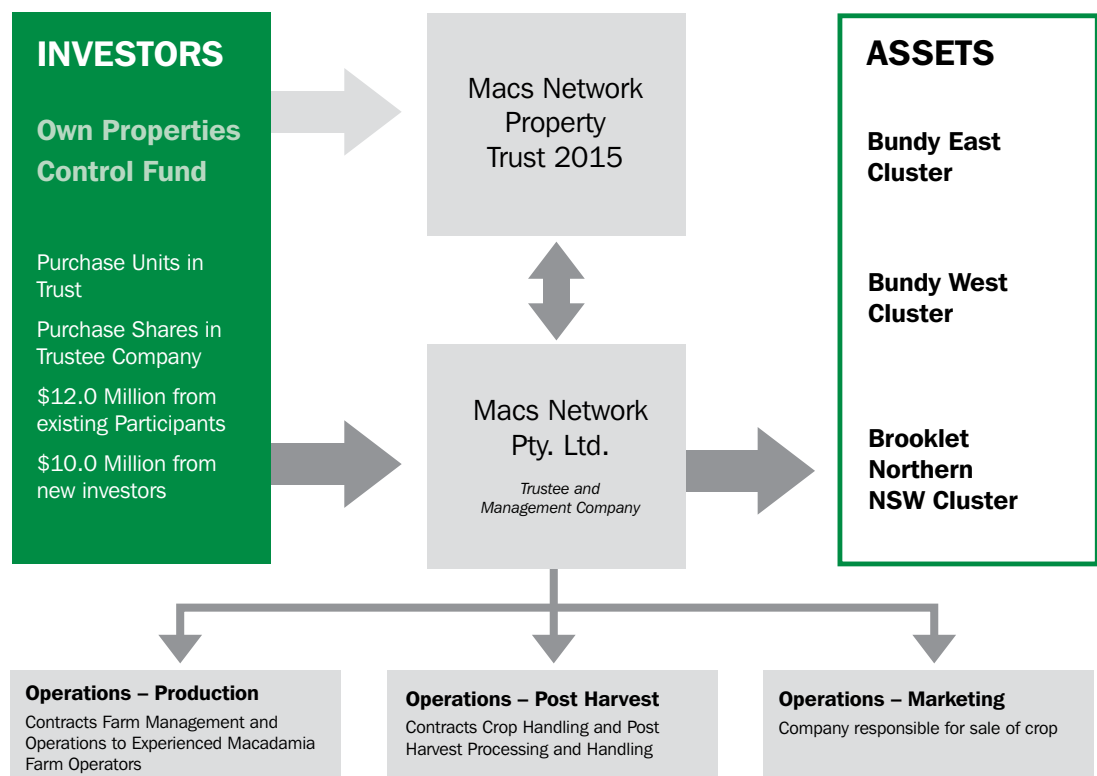 INVESTORS
Own Properties
Control Fund
Purchase Units in
Trust
Purchase Shares in
Trustee Company
$12.0 Million from
existing Participants
$10.0 Million from
new investors
Macs Network
Property
Trust 2015
Macs Network
Pty. Ltd.
Trustee and
Management Company
ASSETS
Bundy East
Cluster
Bundy West
Cluster
Brooklet
Northern
NSW Cluster
Operations – Production
Contracts Farm Management and
Operations to Experienced Macadamia
Farm Operators
Operations – Post Harvest
Contracts Crop Handling and Post
Harvest Processing and Handling
Operations – Marketing
Company responsible for sale of crop